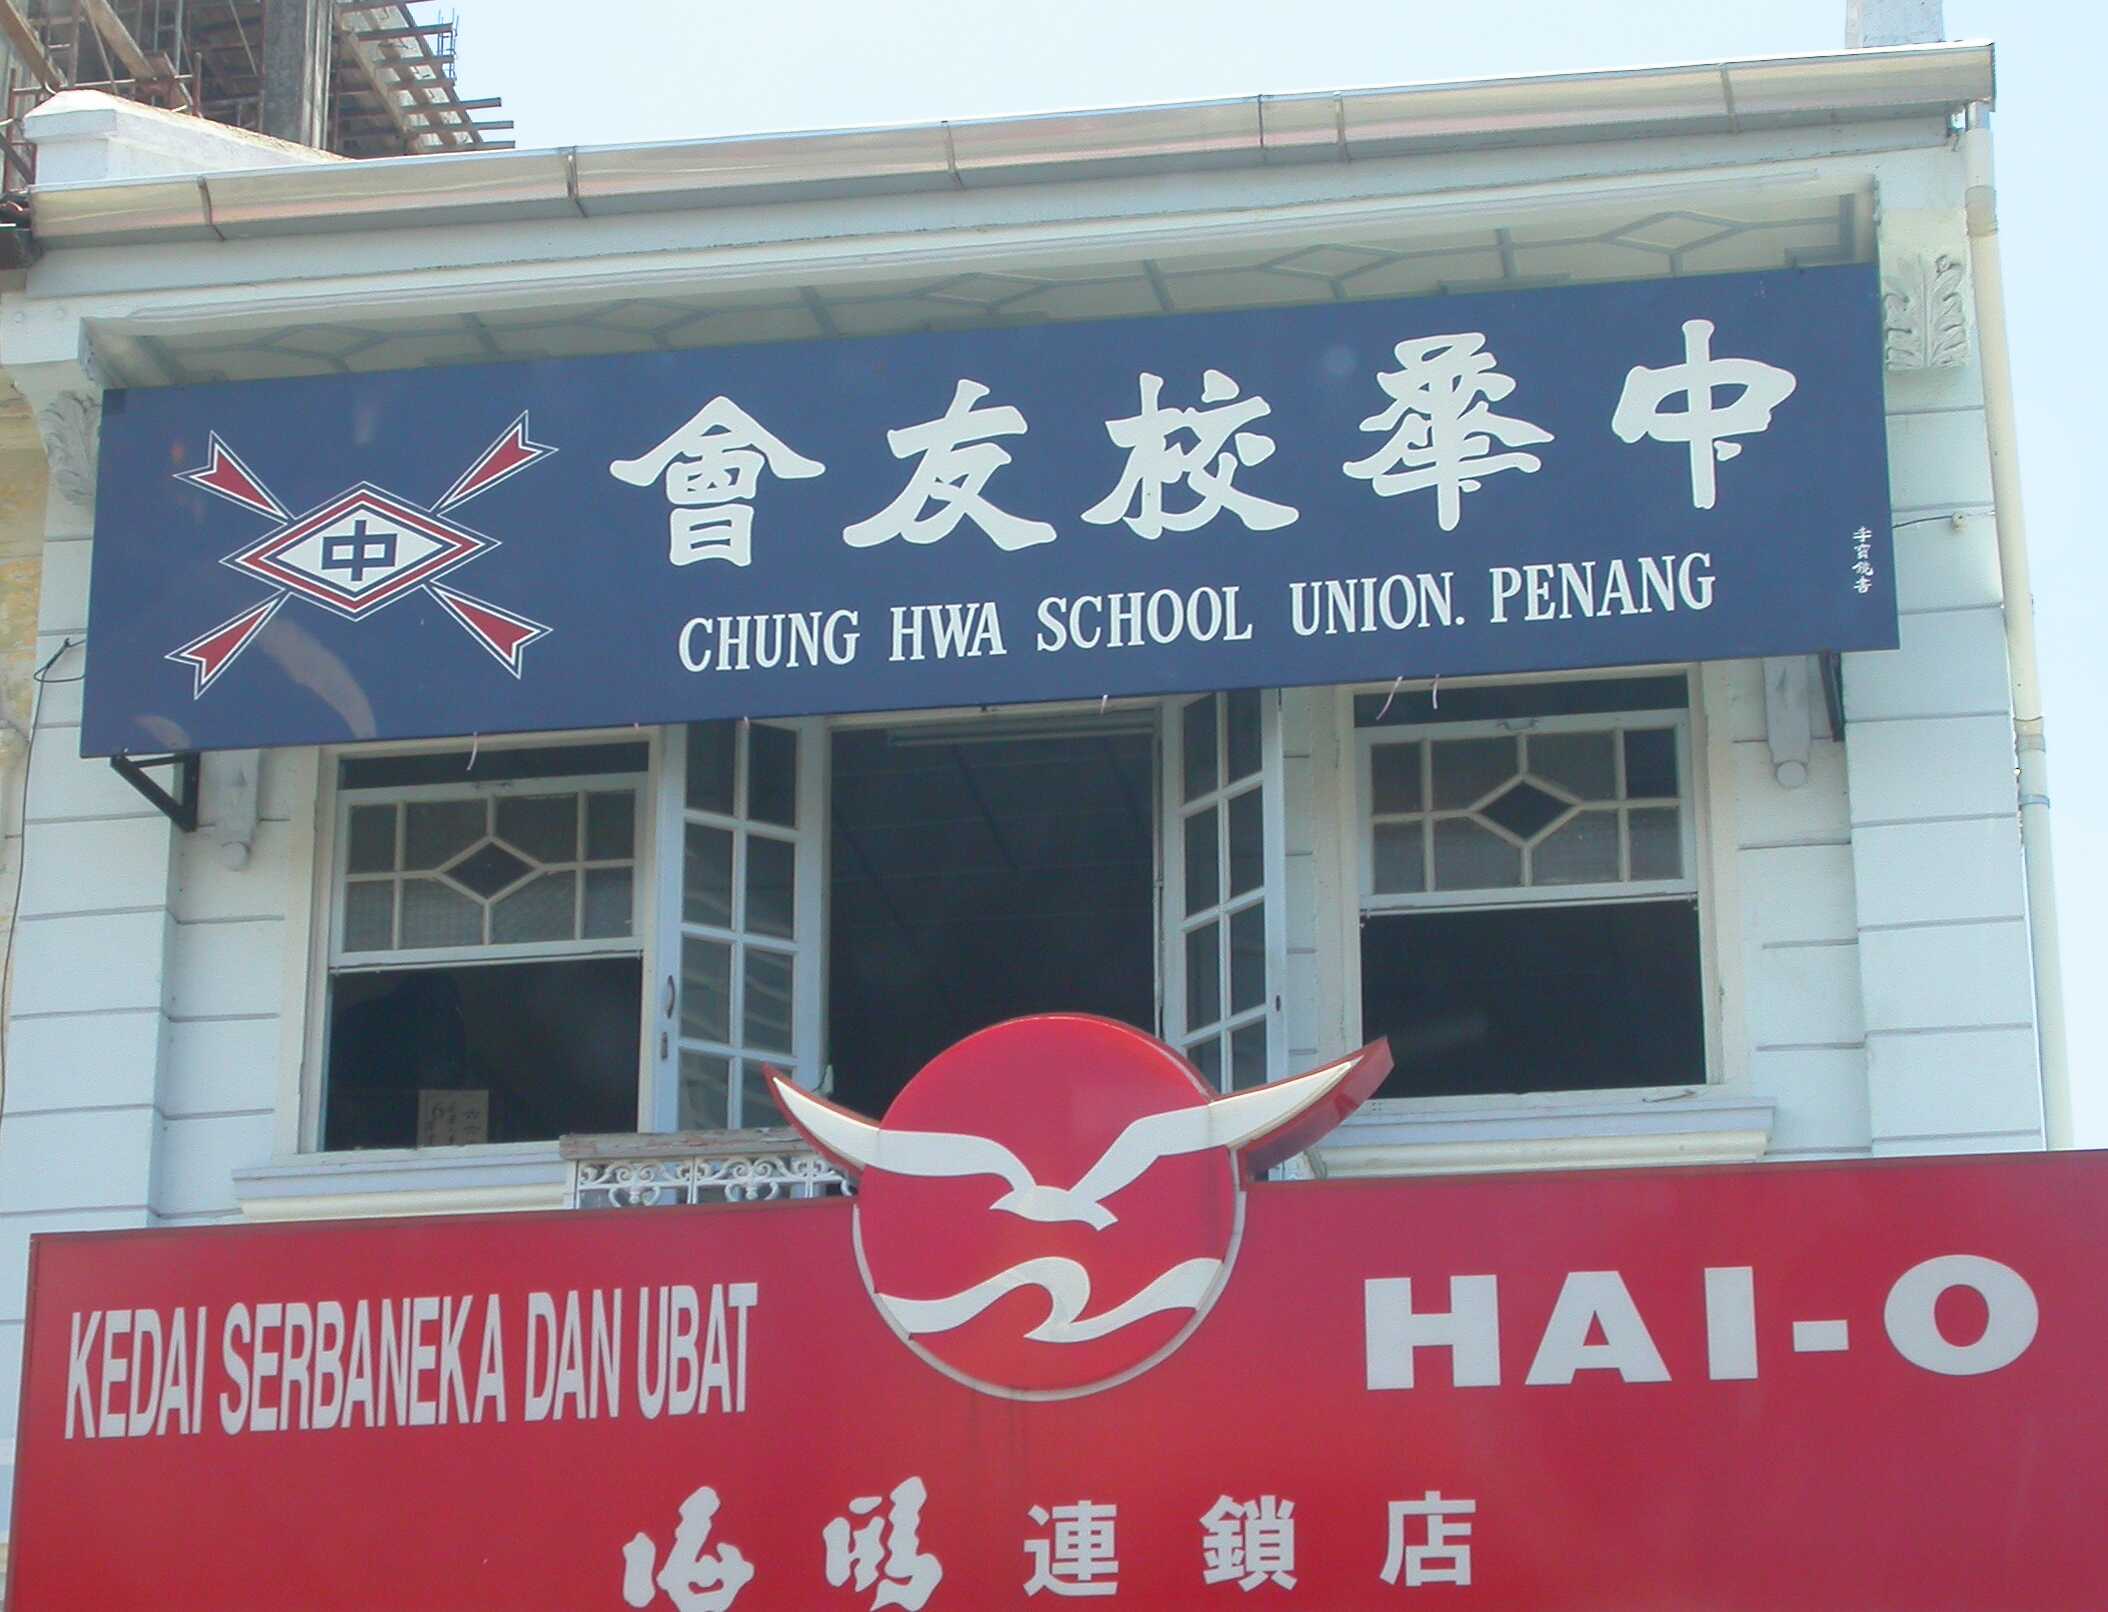 中華校友會
中
CHUNG HWA SCHOOL UNION. PENANG
KEDAI SERBANEKA DAN UBAT
HAI-O
海鷗連鎖店